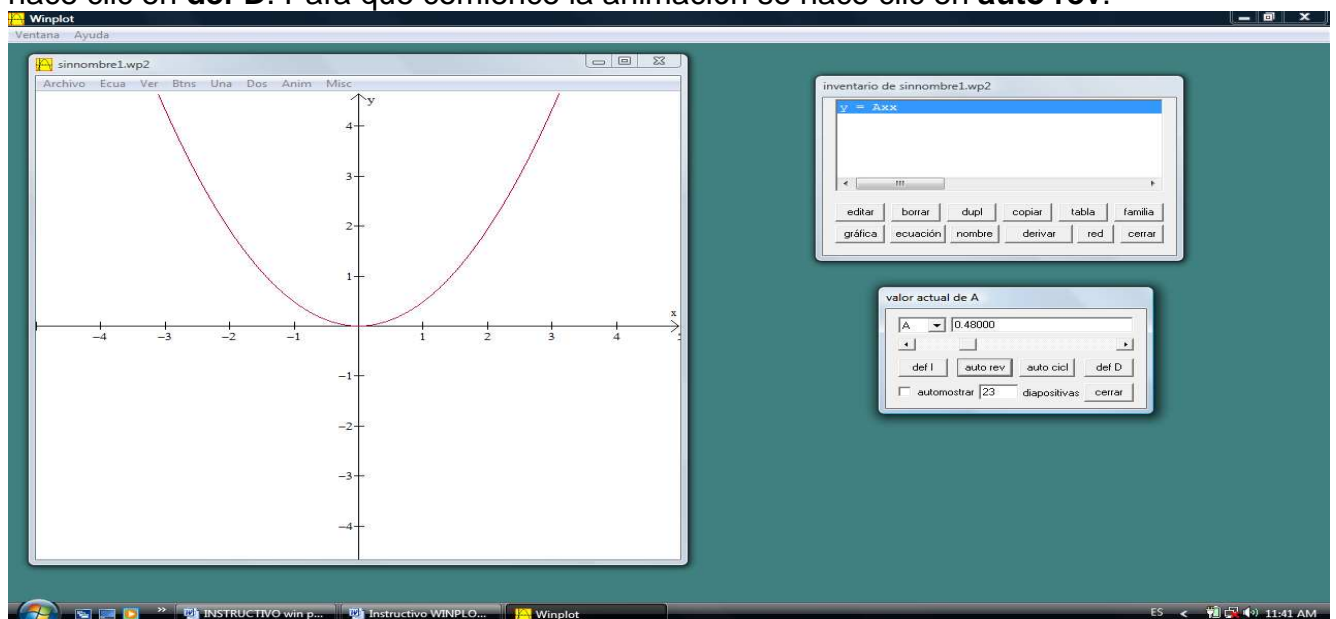 hace clic en def D. Para que comience la animación se hace clic en auto rev.
Winplot
Ventana Ayuda
sinnombre1.wp2
Archivo Ecua Ver Btns Una Dos Anim Misc
y
4
3
2
1
x
-4 -3 -2 -1 1 2 3 4
-1
-2
-3
-4
inventario de sinnombre1.wp2
y = Axx
editar borrar dupl copiar tabla familia
gráfica ecuación nombre derivar red cerrar
valor actual de A
A 0.48000
def I auto rev auto cicl def D
automostrar 23 diapositivas cerrar
INSTRUCTIVO win p... Instructivo WINPLO... Winplot ES 11:41 AM